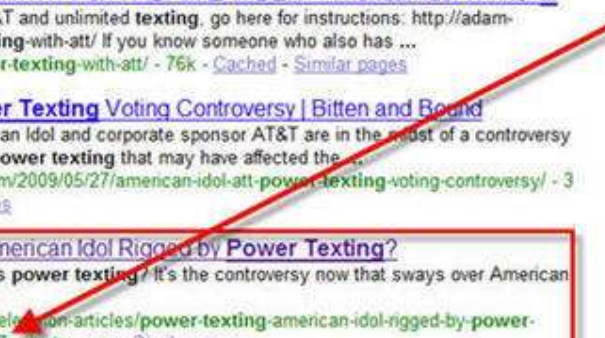 T and unlimited texting, go here for instructions: http://adam-
ing-with-att/ If you know someone who also has ...
r-texting-with-att/ - 76k - Cached - Similar pages
er Texting Voting Controversy | Bitten and Bound
an Idol and corporate sponsor AT&T are in the midst of a controversy
ower texting that may have affected the ...
m/2009/05/27/american-idol-att-power-texting-voting-controversy/ - 3
merican Idol Rigged by Power Texting?
s power texting? It's the controversy now that sways over American
-articles/power-texting-american-idol-rigged-by-power-